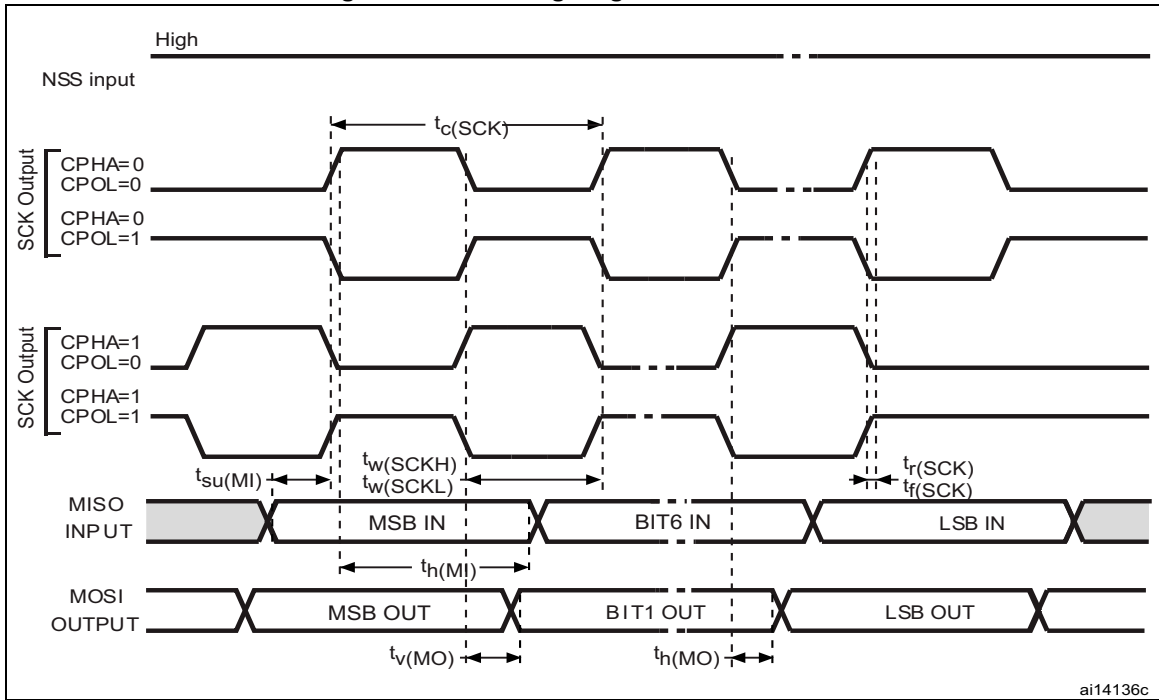 High
NSS input
tc(SCK)
SCK Output
CPHA=0
CPOL=0
CPHA=0
CPOL=1
SCK Output
CPHA=1
CPOL=0
CPHA=1
CPOL=1
tsu(MI)
tw(SCKH)
tw(SCKL)
tr(SCK)
tf(SCK)
MISO
INPUT
MSB IN
BIT6 IN
LSB IN
th(MI)
MOSI
OUTPUT
MSB OUT
BIT1 OUT
LSB OUT
tv(MO)
th(MO)
ai14136c